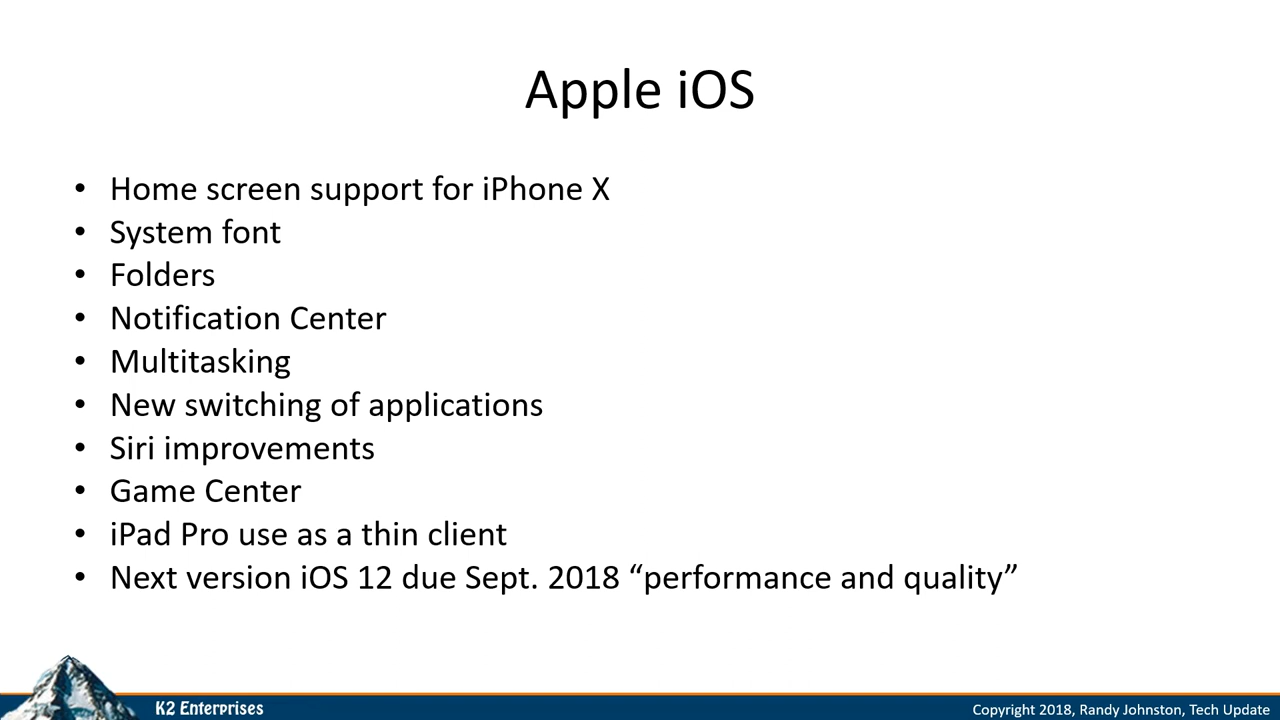 Apple iOS
• Home screen support for iPhone X
• System font
• Folders
• Notification Center
• Multitasking
• New switching of applications
• Siri improvements
• Game Center
• iPad Pro use as a thin client
• Next version iOS 12 due Sept. 2018 “performance and quality”
K2 Enterprises
Copyright 2018, Randy Johnston, Tech Update